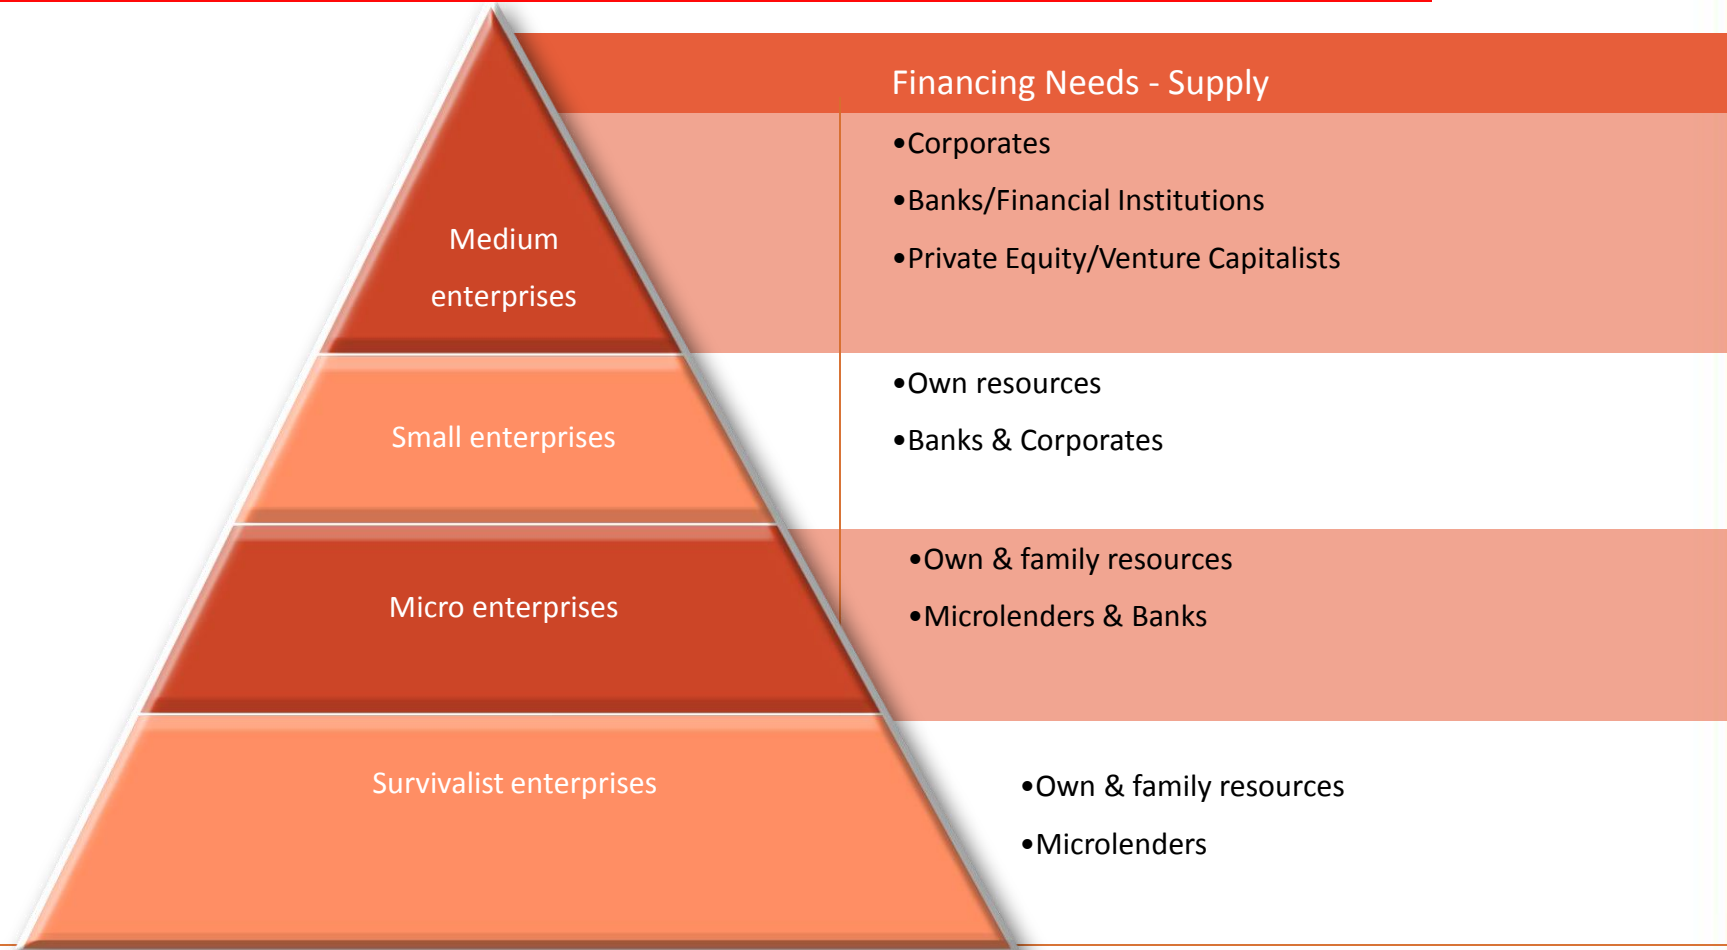 Financing Needs - Supply
•Corporates
•Banks/Financial Institutions
•Private Equity/Venture Capitalists
Medium
enterprises
•Own resources
•Banks & Corporates
Small enterprises
•Own & family resources
•Microlenders & Banks
Micro enterprises
•Own & family resources
•Microlenders
Survivalist enterprises